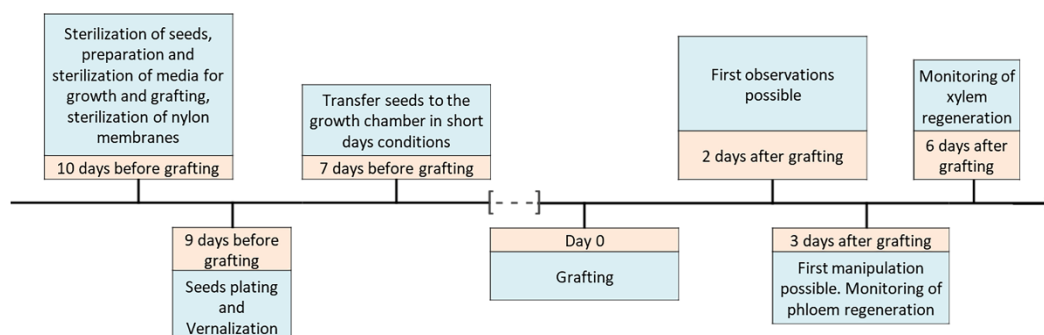 Sterilization of seeds,
preparation and
sterilization of media for
growth and grafting,
sterilization of nylon
membranes
10 days before grafting
9 days before
grafting
Seeds plating
and
Vernalization
Transfer seeds to the
growth chamber in short
days conditions
7 days before grafting
[---]
Day 0
Grafting
First observations
possible
2 days after grafting
3 days after grafting
First manipulation
possible. Monitoring of
phloem regeneration
Monitoring of
xylem
regeneration
6 days after
grafting